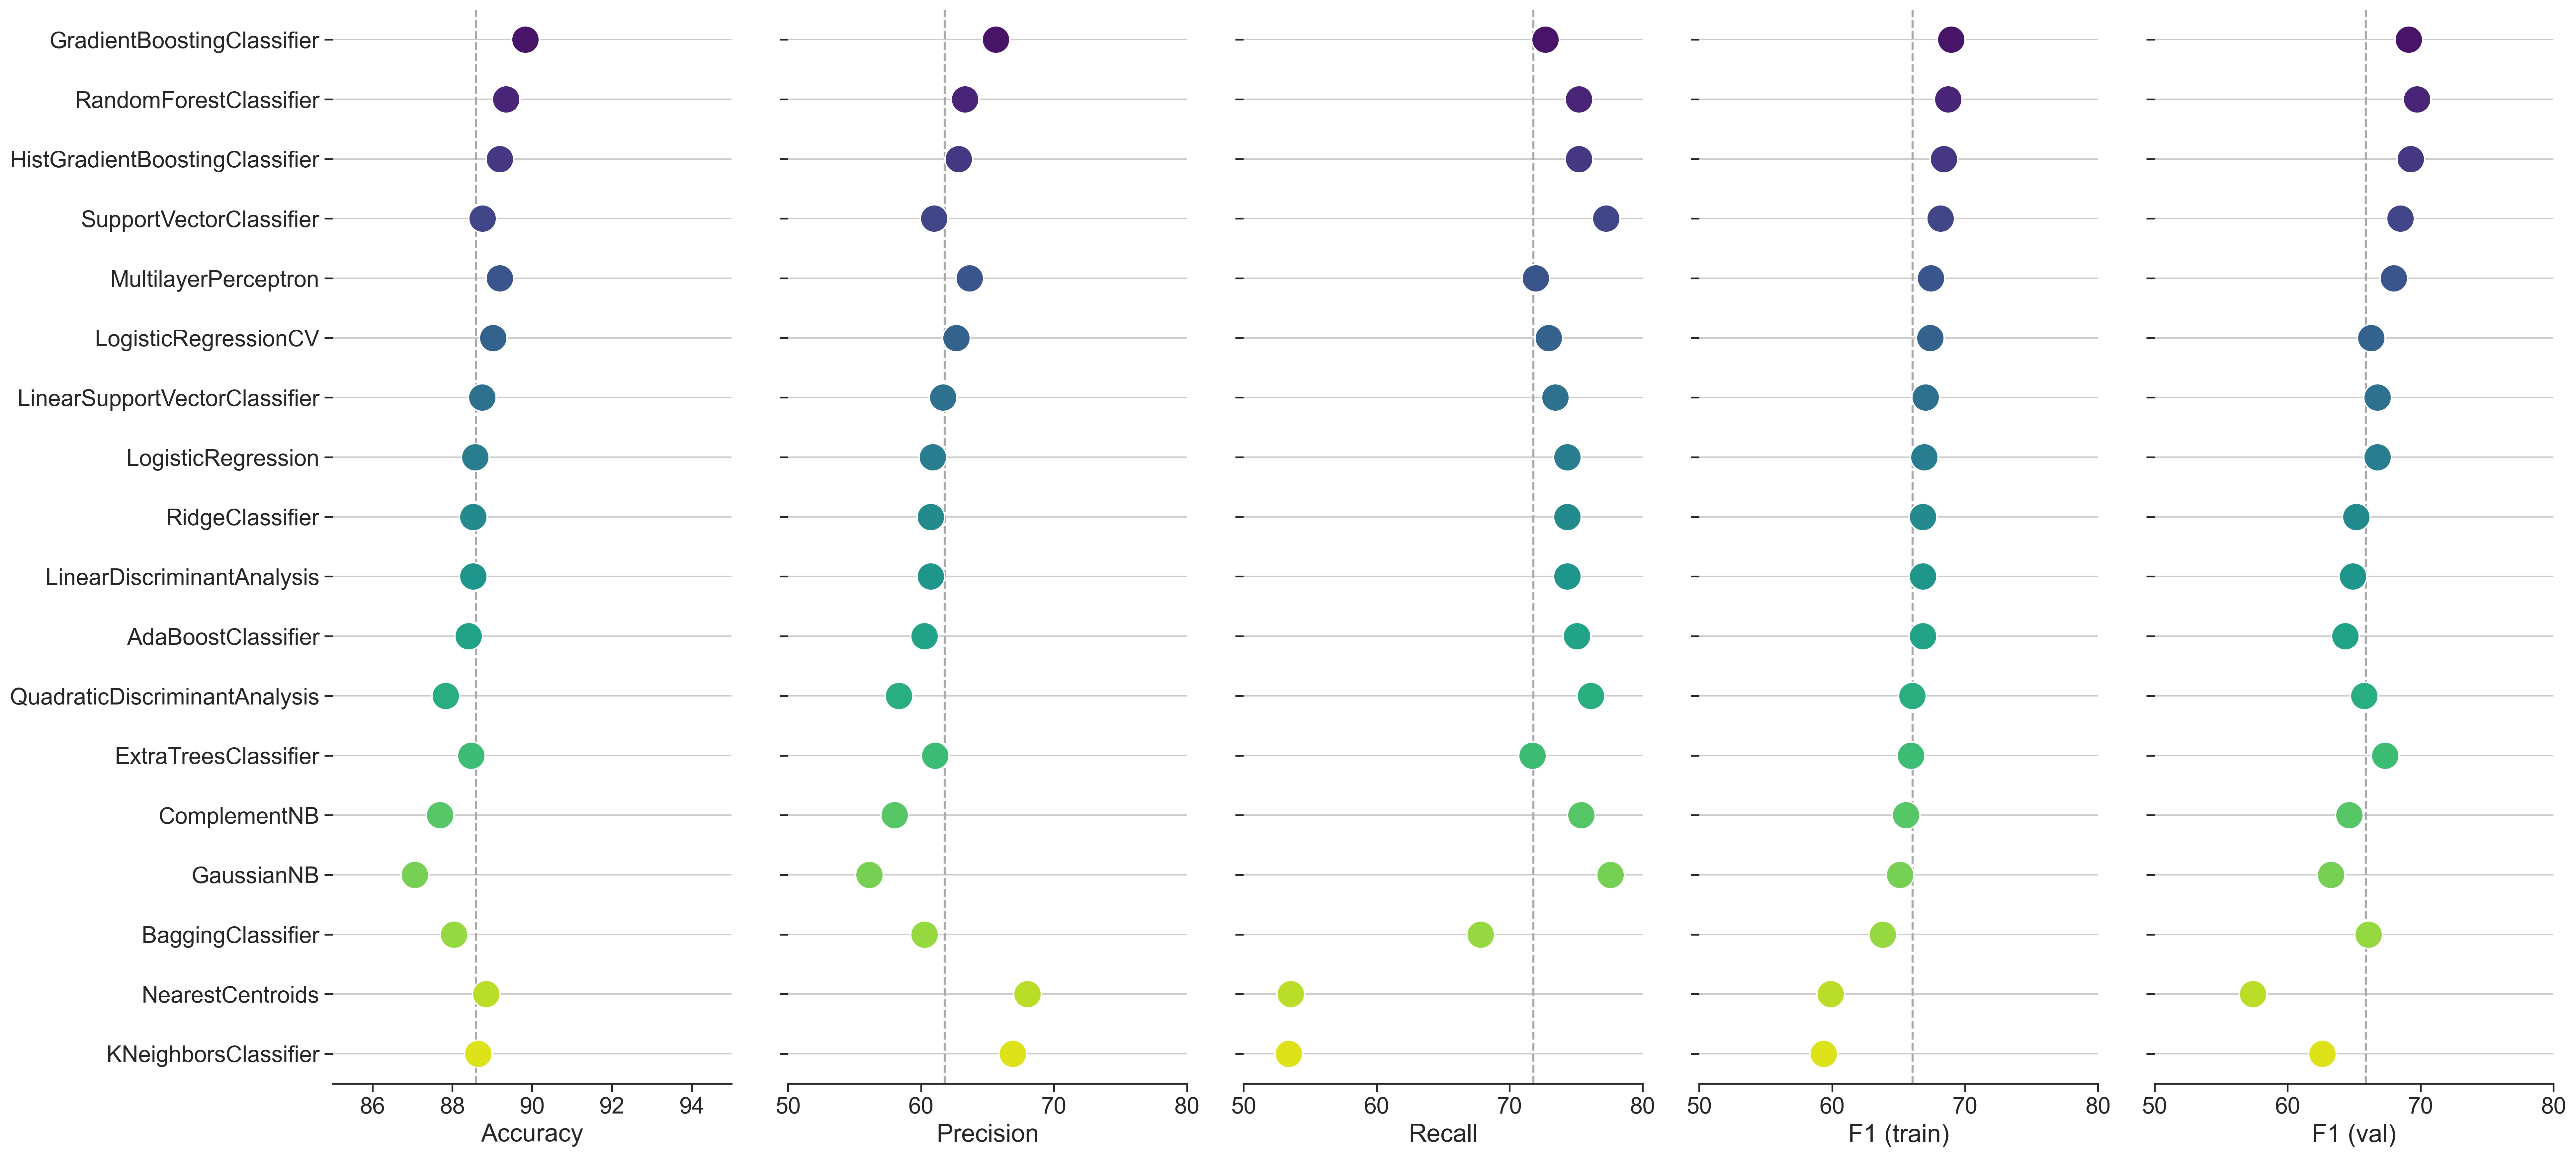 GradientBoostingClassifier
RandomForestClassifier
HistGradientBoostingClassifier
SupportVectorClassifier
MultilayerPerceptron
LogisticRegressionCV
LinearSupportVectorClassifier
LogisticRegression
RidgeClassifier
LinearDiscriminantAnalysis
AdaBoostClassifier
QuadraticDiscriminantAnalysis
ExtraTreesClassifier
ComplementNB
GaussianNB
BaggingClassifier
NearestCentroids
KNeighborsClassifier
86 88 90 92 94
Accuracy
50 60 70 80
Precision
50 60 70 80
Recall
50 60 70 80
F1 (train)
50 60 70 80
F1 (val)